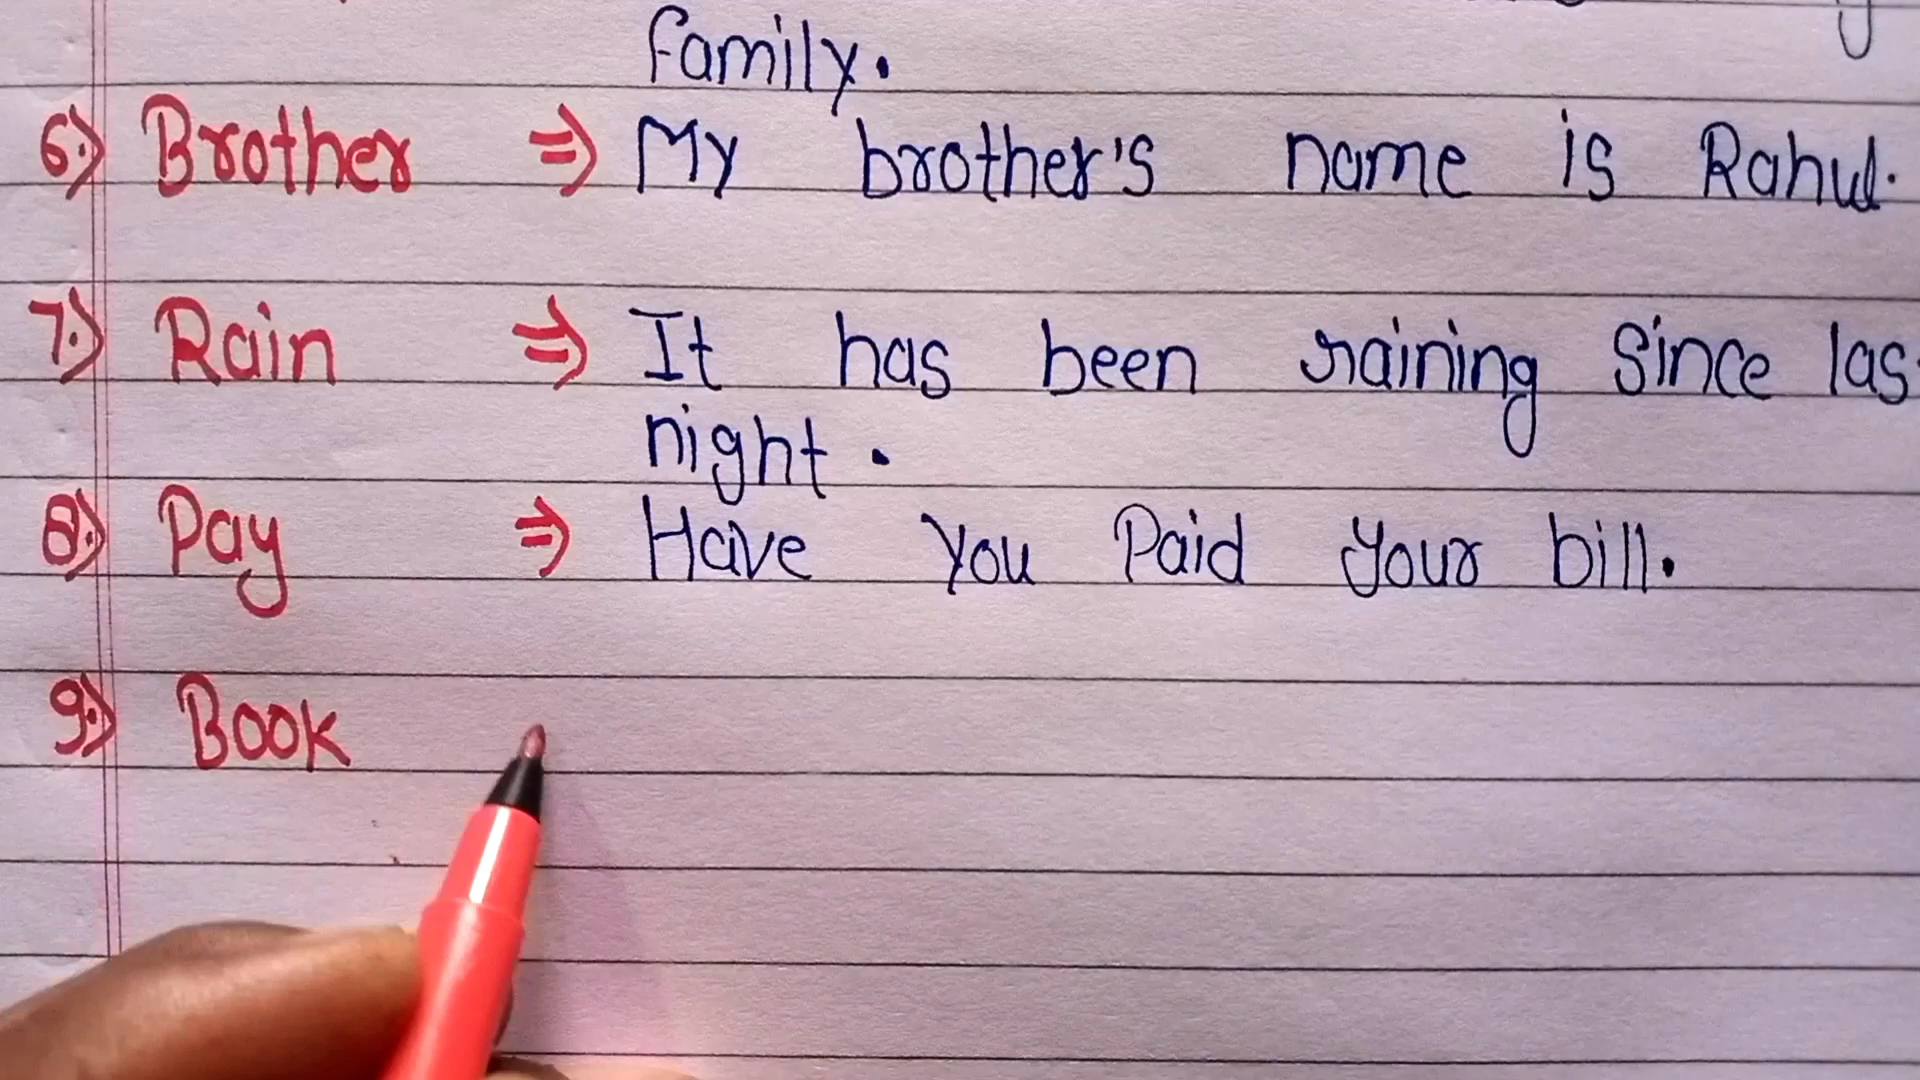 family.
6.) Brother => My brother's name is Rahul.
7.) Rain => It has been raining since las
night.
8.) Pay => Have you Paid your bill.
9.) Book